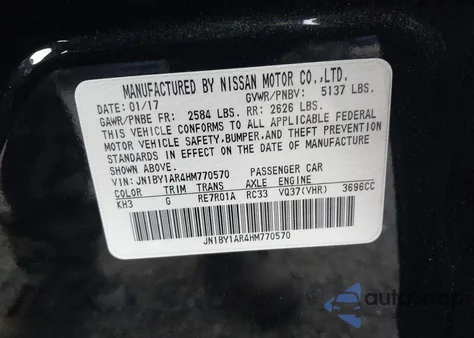 MANUFACTURED BY NISSAN MOTOR CO.,LTD.
DATE: 01/17 GVWR/PNBV: 5137 LBS.
GAWR/PNBE FR: 2584 LBS. RR: 2626 LBS.
THIS VEHICLE CONFORMS TO ALL APPLICABLE FEDERAL
MOTOR VEHICLE SAFETY,BUMPER,AND THEFT PREVENTION
STANDARDS IN EFFECT ON THE DATE OF MANUFACTURE
SHOWN ABOVE.
VIN: JN1BY1AR4HM770570 PASSENGER CAR
COLOR TRIM TRANS AXLE ENGINE
KH3 G RE7R01A RC33 VQ37(VHR) 3696CC
JN1BY1AR4HM770570